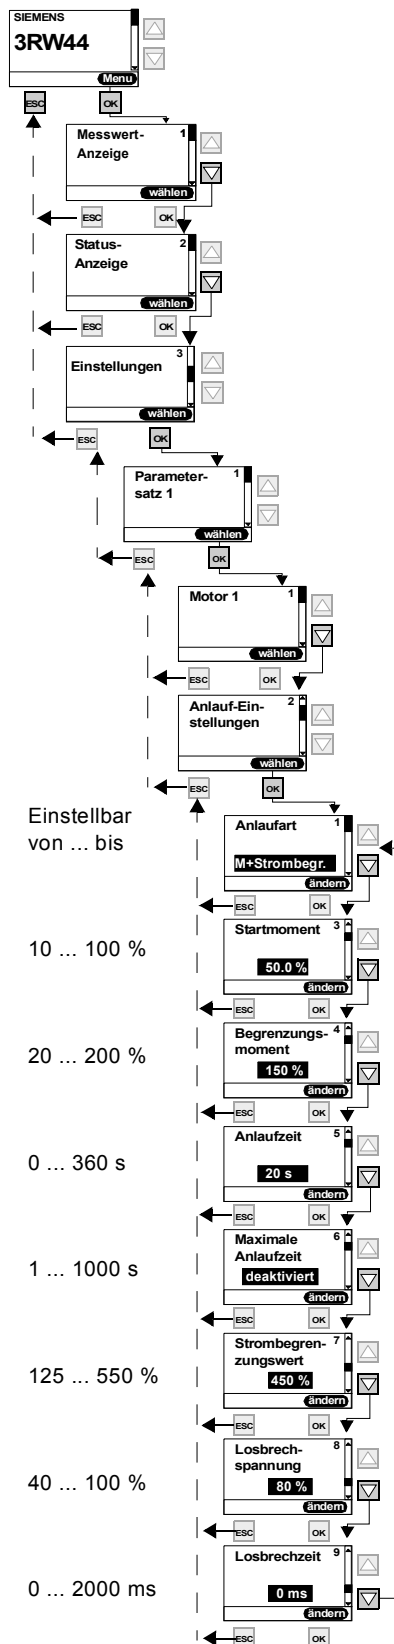 SIEMENS
3RW44
Menu
ESC
OK
Messwert-
Anzeige
1
wählen
ESC
OK
Status-
Anzeige
2
wählen
ESC
OK
Einstellungen
3
wählen
ESC
OK
Parameter-
satz 1
1
wählen
ESC
OK
Motor 1
1
wählen
ESC
OK
Anlauf-Ein-
stellungen
2
wählen
ESC
OK
Einstellbar
von ... bis
Anlaufart
1
M+Strombegr.
ändern
ESC
OK
10 ... 100 %
Startmoment
3
50.0 %
ändern
ESC
OK
20 ... 200 %
Begrenzungs-
moment
4
150 %
ändern
ESC
OK
0 ... 360 s
Anlaufzeit
5
20 s
ändern
ESC
OK
1 ... 1000 s
Maximale
Anlaufzeit
6
deaktiviert
ändern
ESC
OK
125 ... 550 %
Strombegren-
zungswert
7
450 %
ändern
ESC
OK
40 ... 100 %
Losbrech-
spannung
8
80 %
ändern
ESC
OK
0 ... 2000 ms
Losbrechzeit
9
0 ms
ändern
ESC
OK